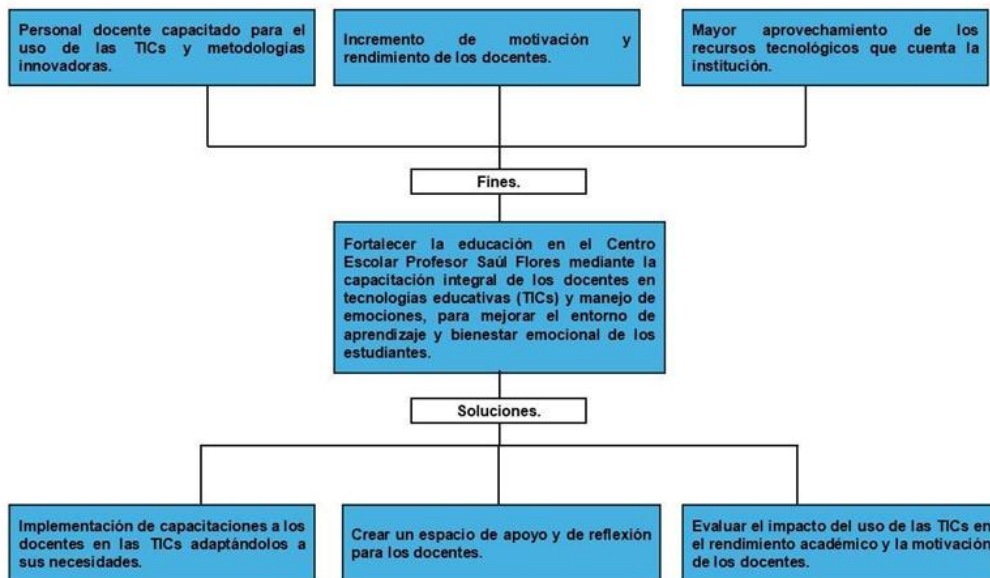 Personal docente capacitado para el
uso de las TICs y metodologías
innovadoras.
Incremento de motivación y
rendimiento de los docentes.
Mayor aprovechamiento de los
recursos tecnológicos que cuenta la
institución.
Fines.
Fortalecer la educación en el Centro
Escolar Profesor Saúl Flores mediante la
capacitación integral de los docentes en
tecnologías educativas (TICs) y manejo de
emociones, para mejorar el entorno de
aprendizaje y bienestar emocional de los
estudiantes.
Soluciones.
Implementación de capacitaciones a los
docentes en las TICs adaptándolos a
sus necesidades.
Crear un espacio de apoyo y de reflexión
para los docentes.
Evaluar el impacto del uso de las TICs en
el rendimiento académico y la motivación
de los docentes.